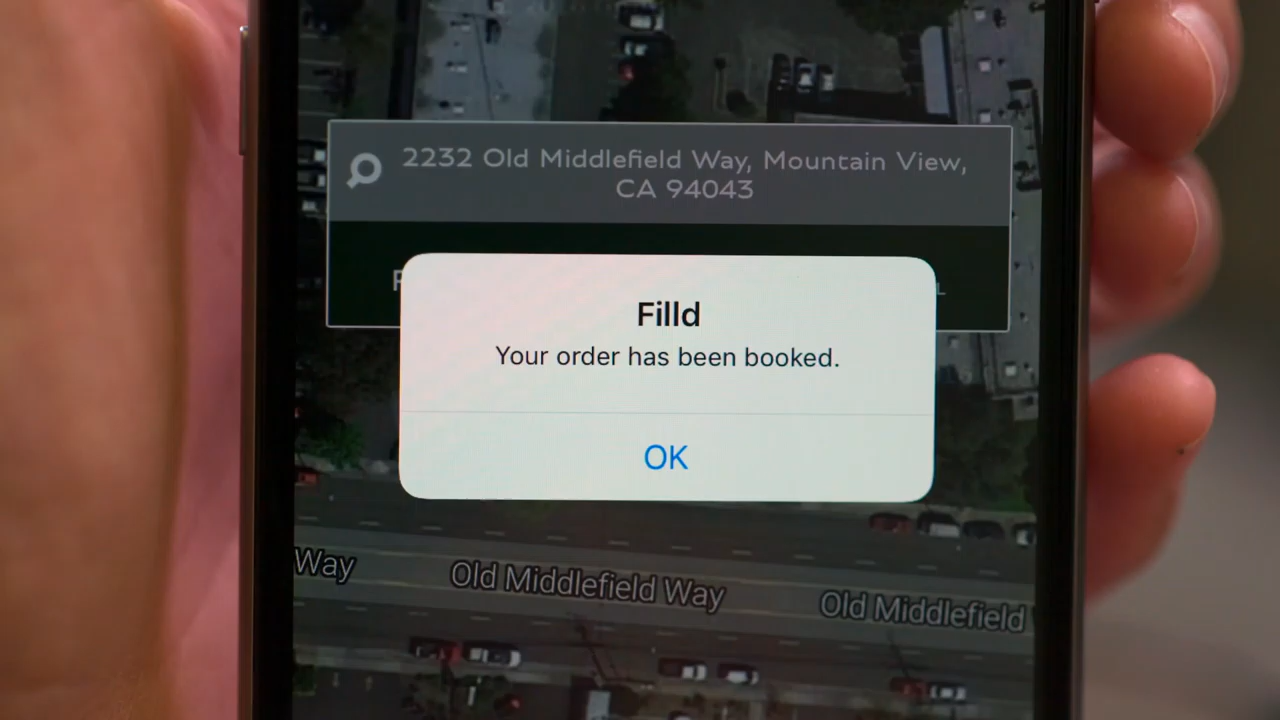 2232 Old Middlefield Way, Mountain View,
CA 94043
Filld
Your order has been booked.
OK
Way
Old Middlefield Way
Old Middlefield